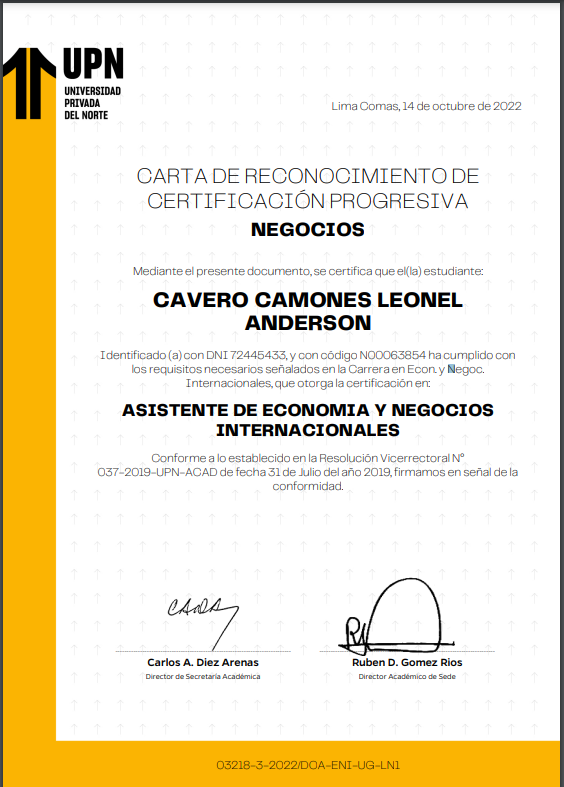 UPN
UNIVERSIDAD
PRIVADA
DEL NORTE
Lima Comas, 14 de octubre de 2022
CARTA DE RECONOCIMIENTO DE
CERTIFICACIÓN PROGRESIVA
NEGOCIOS
Mediante el presente documento, se certifica que el(la) estudiante:
CAVERO CAMONES LEONEL
ANDERSON
Identificado (a) con DNI 72445433, y con código N00063854 ha cumplido con
los requisitos necesarios señalados en la Carrera en Econ. y Negoc.
Internacionales, que otorga la certificación en:
ASISTENTE DE ECONOMIA Y NEGOCIOS
INTERNACIONALES
Conforme a lo establecido en la Resolución Vicerrectoral N°
037-2019-UPN-ACAD de fecha 31 de Julio del año 2019, firmamos en señal de la
conformidad.
Carlos A. Diez Arenas
Director de Secretaría Académica
Ruben D. Gomez Rios
Director Académico de Sede
03218-3-2022/DOA-ENI-UG-LN1